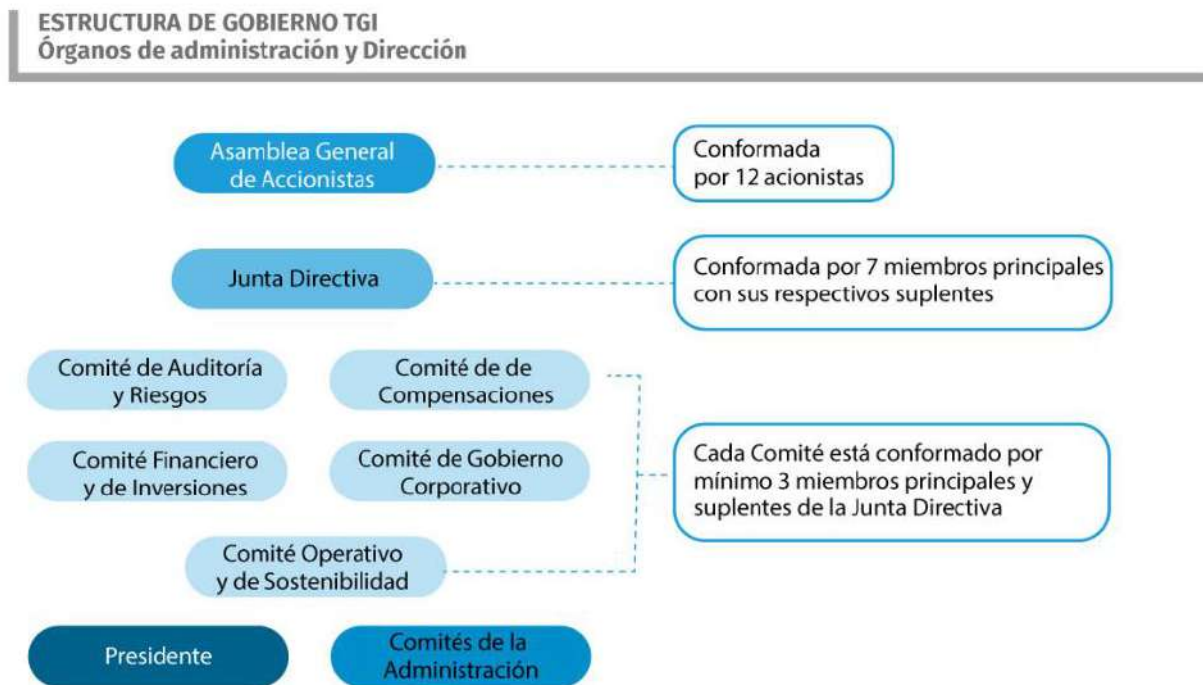 ESTRUCTURA DE GOBIERNO TGI
Órganos de administración y Dirección
Asamblea General
de Accionistas
Conformada
por 12 acionistas
Junta Directiva
Conformada por 7 miembros principales
con sus respectivos suplentes
Comité de Auditoría
y Riesgos
Comité de de
Compensaciones
Comité Financiero
y de Inversiones
Comité de Gobierno
Corporativo
Cada Comité está conformado por
mínimo 3 miembros principales y
suplentes de la Junta Directiva
Comité Operativo
y de Sostenibilidad
Presidente
Comités de la
Administración